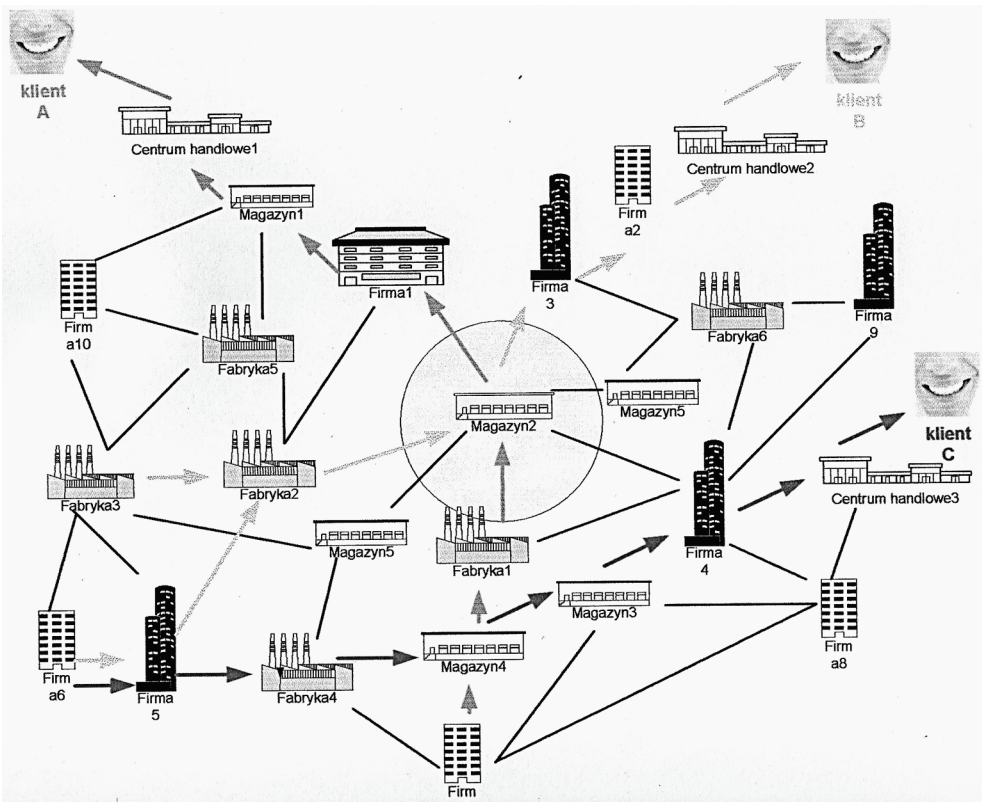 klient
A
klient
B
Centrum handlowe1
Centrum handlowe2
Magazyn1
Firm
a2
Firma1
Firma
3
Firm
a10
Fabryka6
Firma
9
Fabryka5
Magazyn2
Magazyn5
klient
C
Fabryka3
Fabryka2
Centrum handlowe3
Magazyn5
Fabryka1
Firma
4
Magazyn3
Firm
a6
Firma
5
Fabryka4
Magazyn4
Firm
a8
Firm